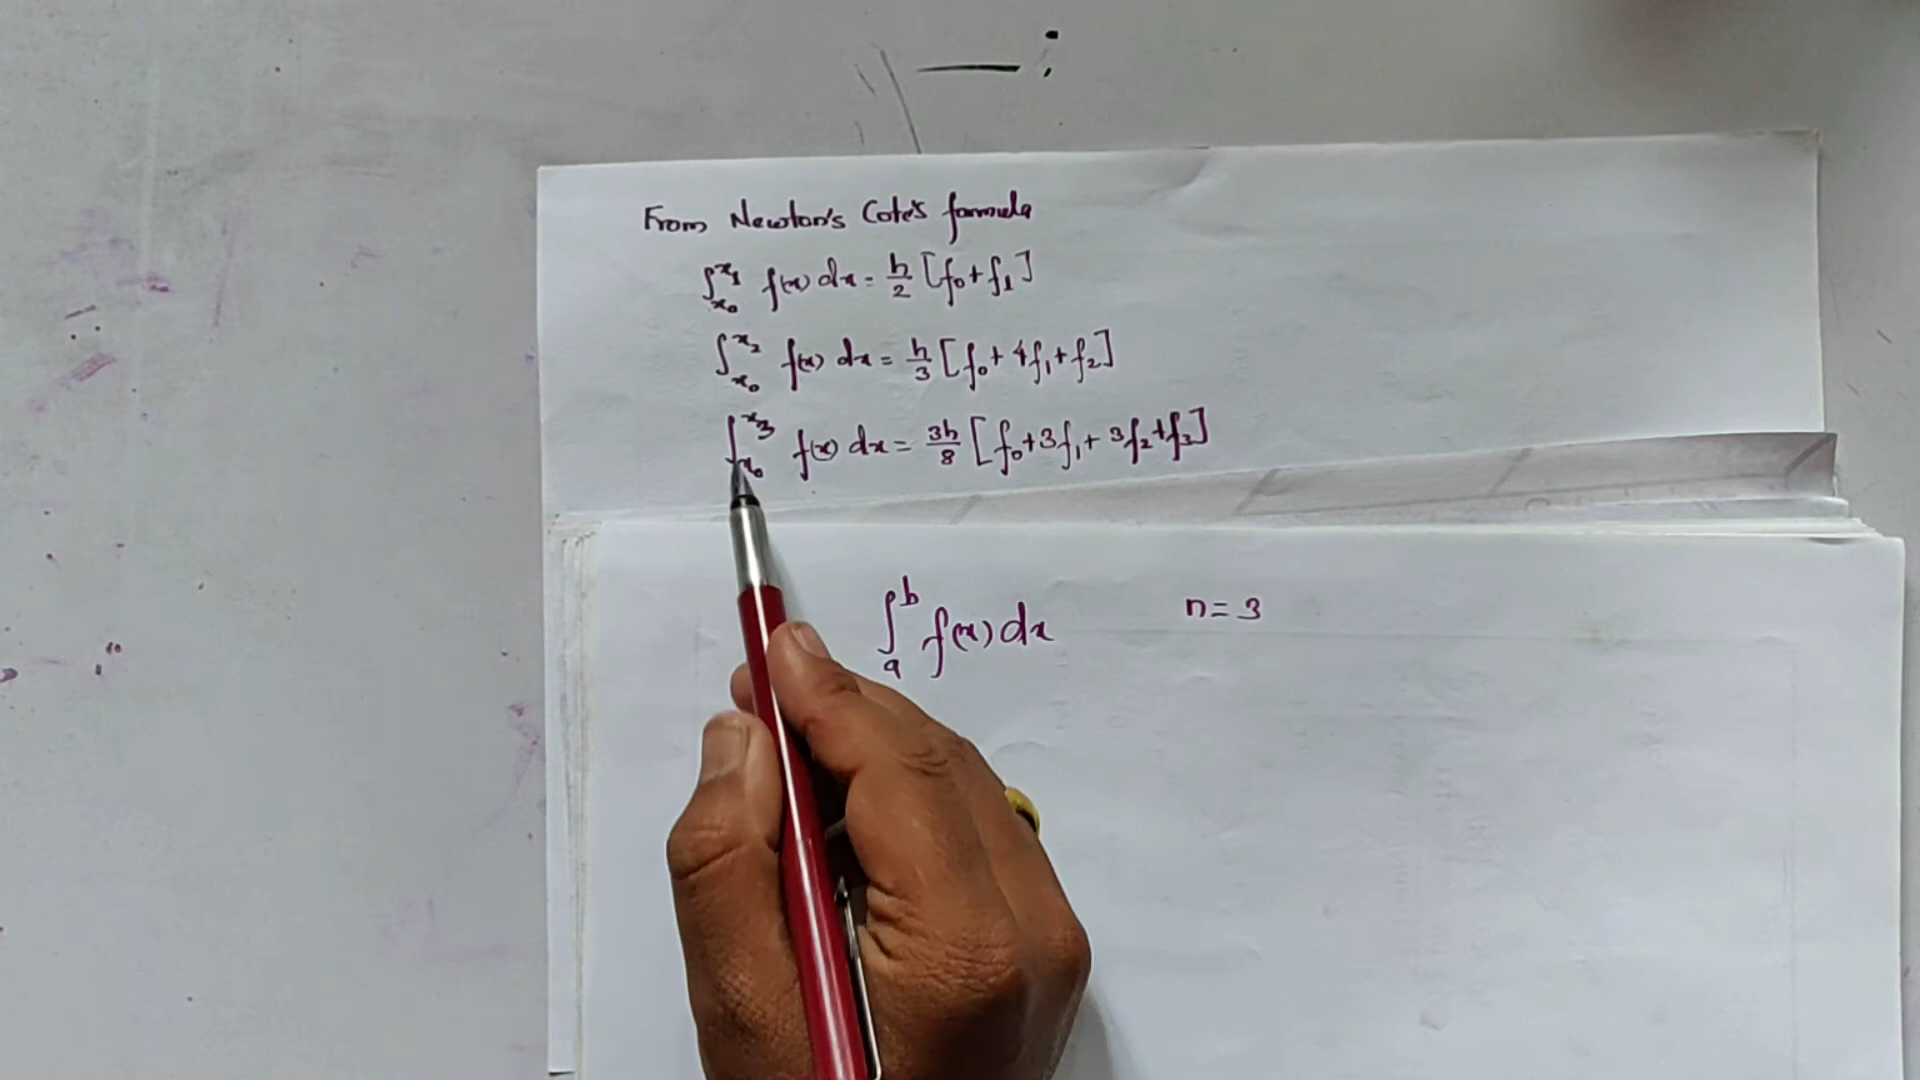 From Newton's Cote's formula
∫_{x₀}^{x₁} f(x) dx = h/2 [f₀ + f₁]
∫_{x₀}^{x₂} f(x) dx = h/3 [f₀ + 4f₁ + f₂]
∫_{x₀}^{x₃} f(x) dx = 3h/8 [f₀ + 3f₁ + 3f₂ + f₃]
∫_{a}^{b} f(x) dx n = 3